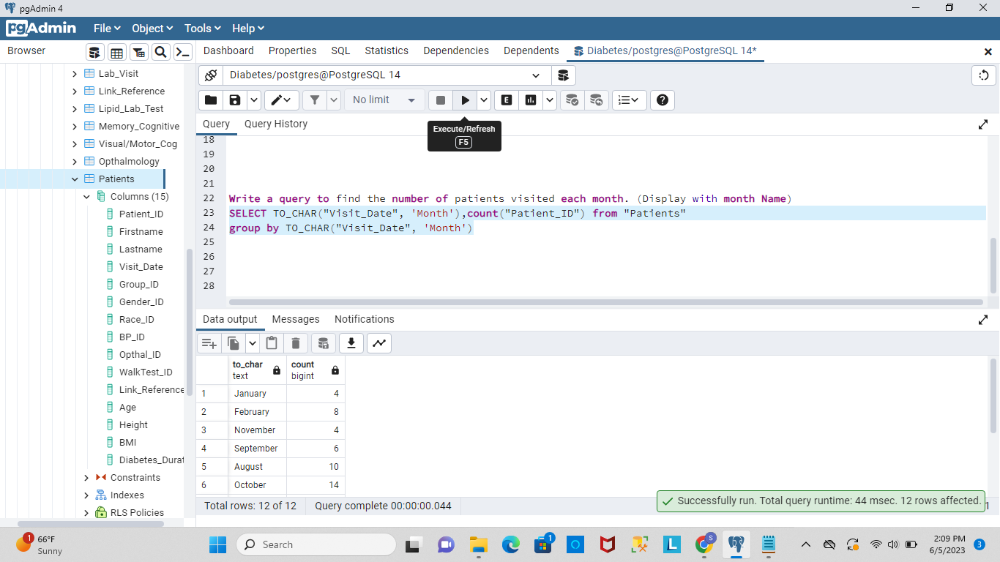 pgAdmin 4
pgAdmin File Object Tools Help
Browser
Dashboard Properties SQL Statistics Dependencies Dependents Diabetes/postgres@PostgreSQL 14*
Lab_Visit
Link_Reference
Lipid_Lab_Test
Memory_Cognitive
Visual/Motor_Cog
Opthalmology
Patients
Columns (15)
Patient_ID
Firstname
Lastname
Visit_Date
Group_ID
Gender_ID
Race_ID
BP_ID
Opthal_ID
WalkTest_ID
Link_Reference
Age
Height
BMI
Diabetes_Durat
Constraints
Indexes
RLS Policies
Diabetes/postgres@PostgreSQL 14
No limit
E
Query Query History
Execute/Refresh
F5
18
19
20
21
22 Write a query to find the number of patients visited each month. (Display with month Name)
23 SELECT TO_CHAR("Visit_Date", 'Month'),count("Patient_ID") from "Patients"
24 group by TO_CHAR("Visit_Date", 'Month')
25
26
27
28
Data output Messages Notifications
to_char count
text bigint
1 January 4
2 February 8
3 November 4
4 September 6
5 August 10
6 October 14
Total rows: 12 of 12 Query complete 00:00:00.044
Successfully run. Total query runtime: 44 msec. 12 rows affected.
1
1
66°F
Sunny
Search
1
L
S
2:09 PM
6/5/2023
3